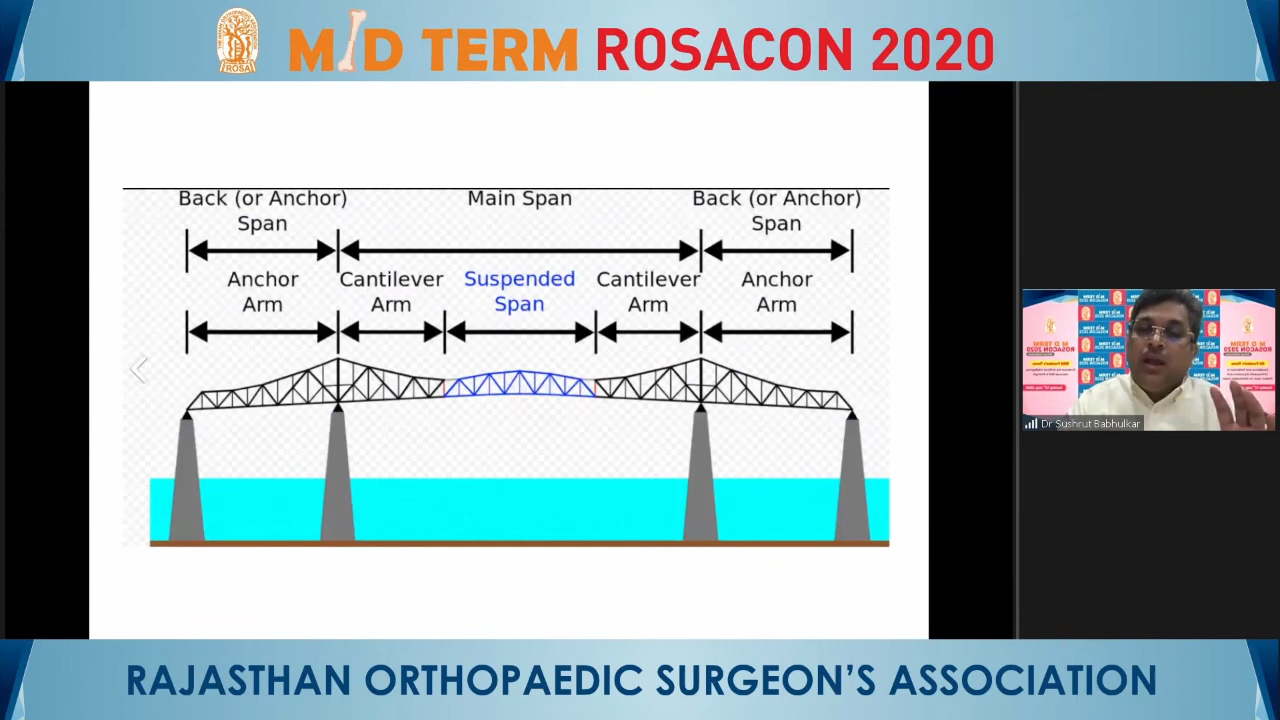 MID TERM ROSACON 2020
ROSA
Back (or Anchor)
Span
Main Span
Back (or Anchor)
Span
Anchor
Arm
Cantilever
Arm
Suspended
Span
Cantilever
Arm
Anchor
Arm
Dr Sushrut Babhulkar
RAJASTHAN ORTHOPAEDIC SURGEON'S ASSOCIATION